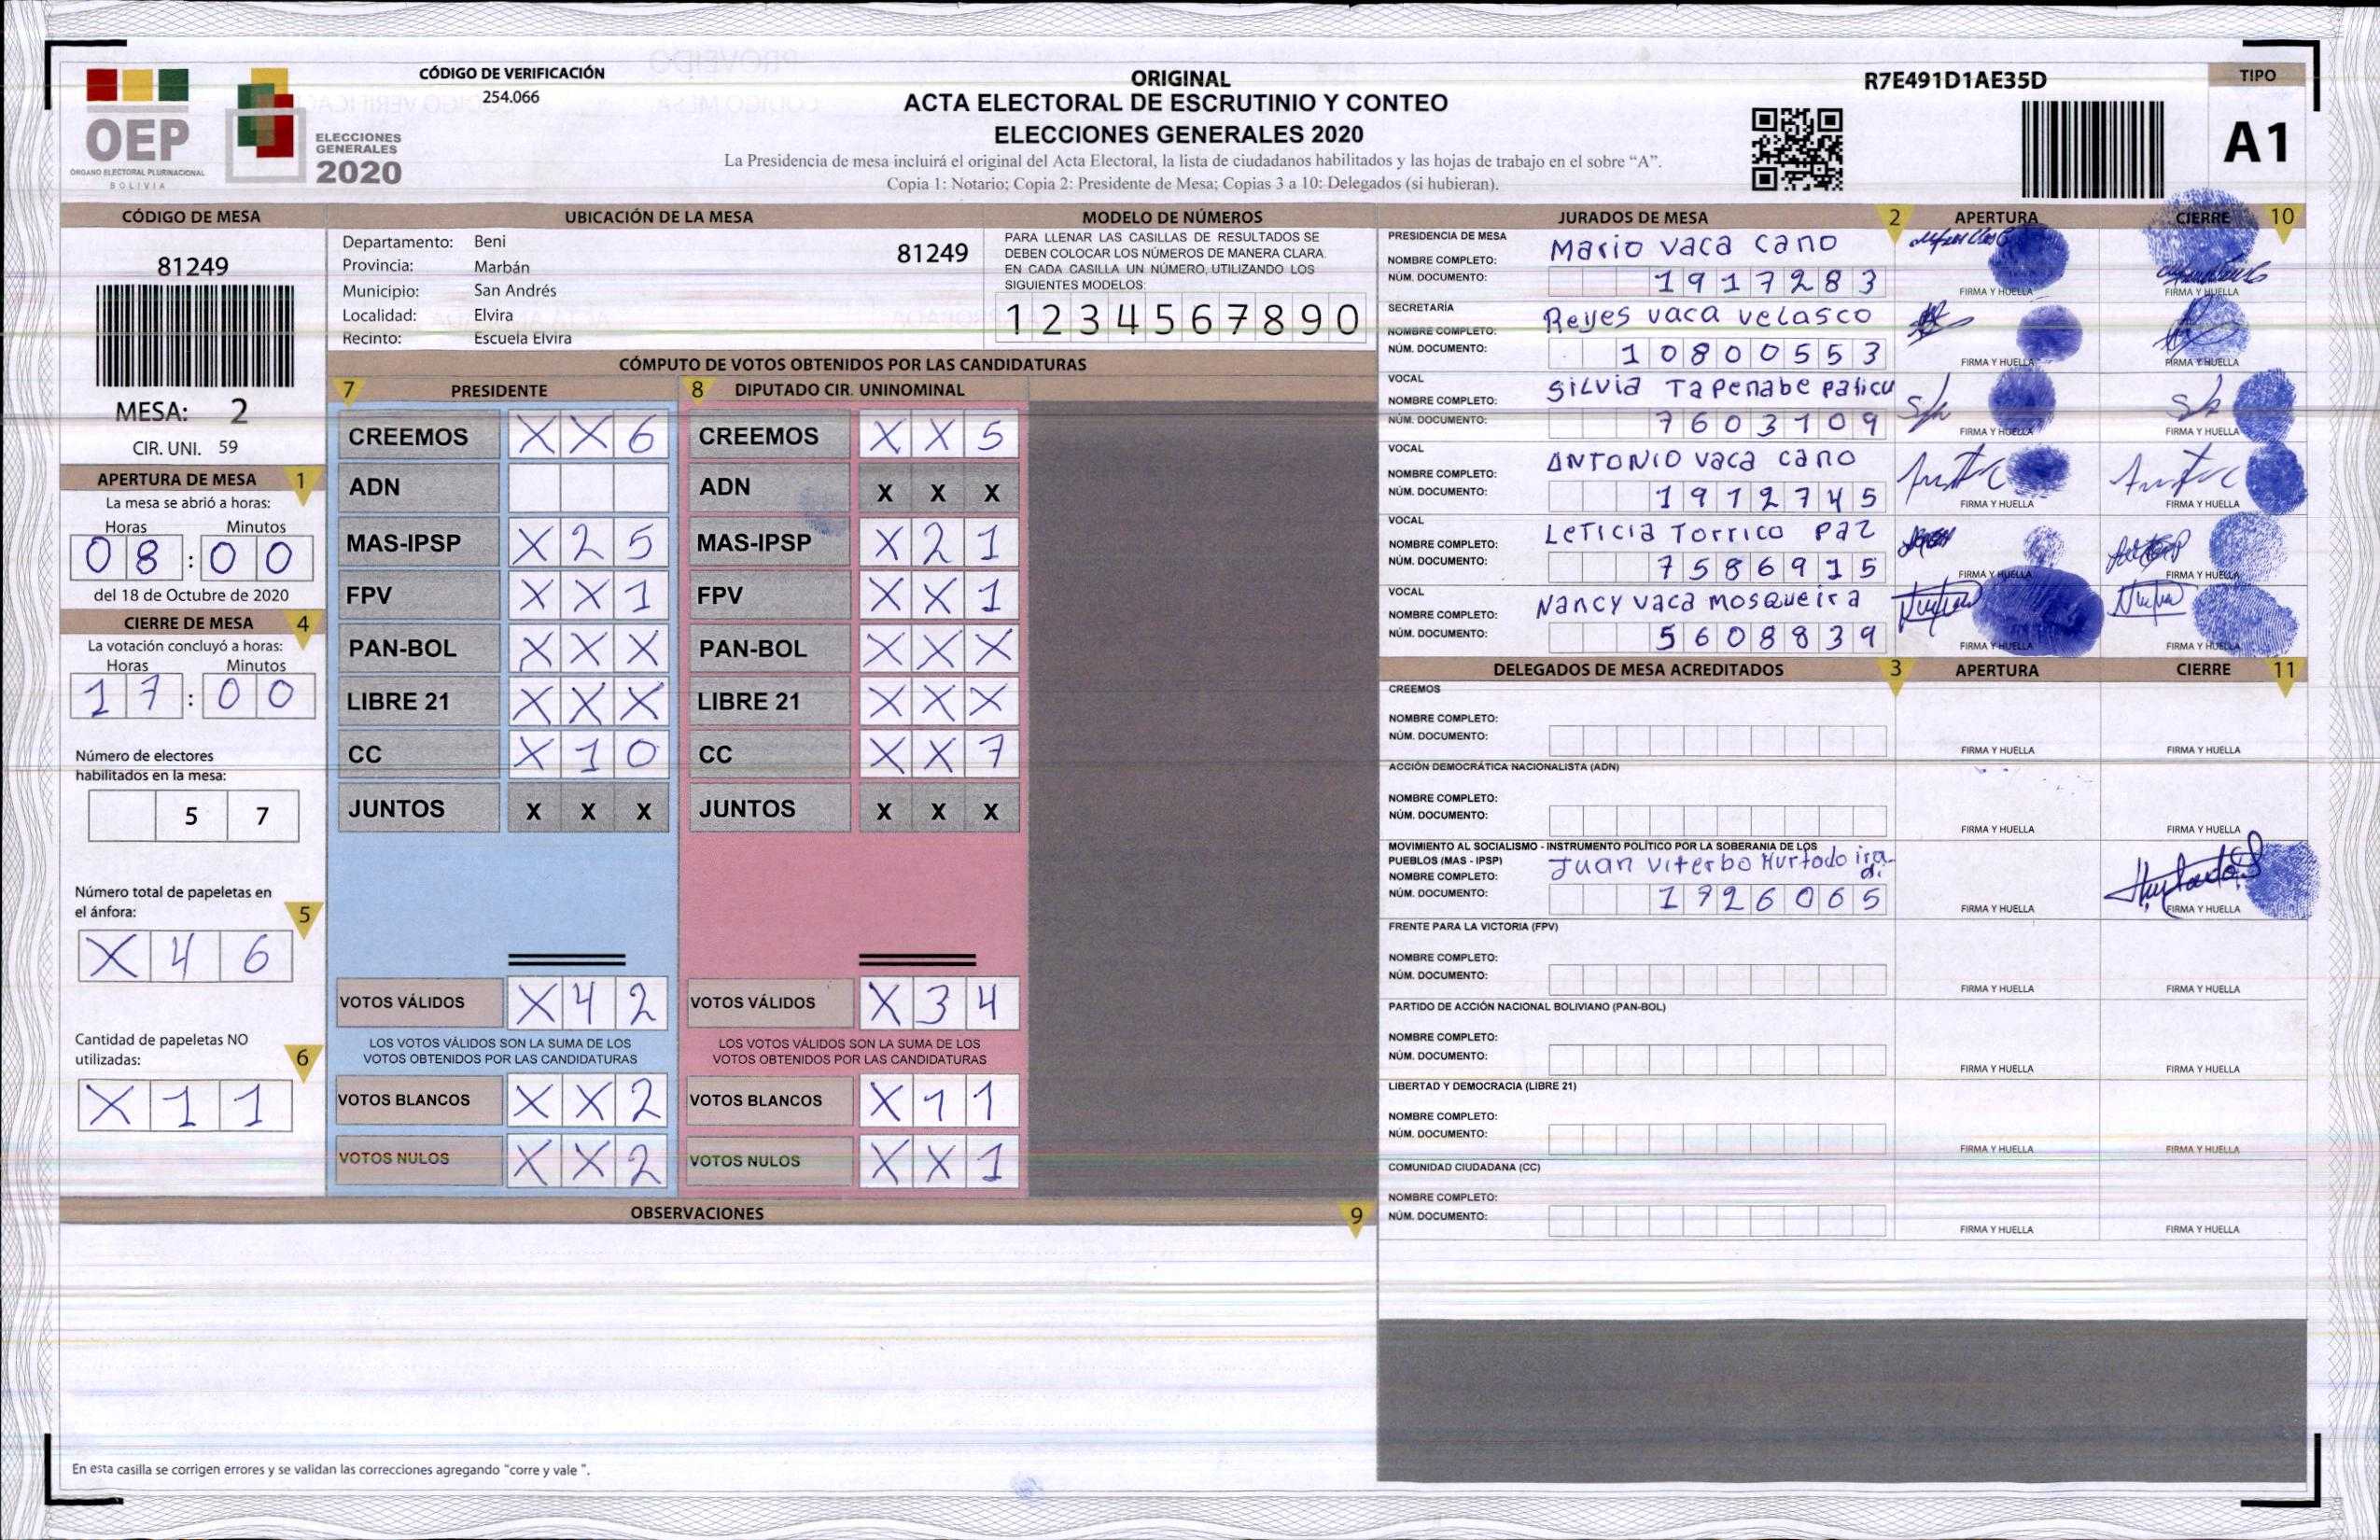 CÓDIGO DE VERIFICACIÓN
254.066
OEP
ÓRGANO ELECTORAL PLURINACIONAL
BOLIVIA
ELECCIONES
GENERALES
2020
ORIGINAL
ACTA ELECTORAL DE ESCRUTINIO Y CONTEO
ELECCIONES GENERALES 2020
La Presidencia de mesa incluirá el original del Acta Electoral, la lista de ciudadanos habilitados y las hojas de trabajo en el sobre “A”.
Copia 1: Notario; Copia 2: Presidente de Mesa; Copias 3 a 10: Delegados (si hubieran).
R7E491D1AE35D
TIPO
A1
CÓDIGO DE MESA
81249
MESA: 2
CIR. UNI. 59
APERTURA DE MESA 1
La mesa se abrió a horas:
Horas Minutos
08:00
del 18 de Octubre de 2020
CIERRE DE MESA 4
La votación concluyó a horas:
Horas Minutos
17:00
Número de electores
habilitados en la mesa:
5 7
Número total de papeletas en
el ánfora: 5
X 4 6
Cantidad de papeletas NO
utilizadas: 6
X 1 1
UBICACIÓN DE LA MESA
Departamento: Beni 81249
Provincia: Marbán
Municipio: San Andrés
Localidad: Elvira
Recinto: Escuela Elvira
MODELO DE NÚMEROS
PARA LLENAR LAS CASILLAS DE RESULTADOS SE
DEBEN COLOCAR LOS NÚMEROS DE MANERA CLARA.
EN CADA CASILLA UN NÚMERO, UTILIZANDO LOS
SIGUIENTES MODELOS:
1 2 3 4 5 6 7 8 9 0
CÓMPUTO DE VOTOS OBTENIDOS POR LAS CANDIDATURAS
7 PRESIDENTE
CREEMOS X X 6
ADN
MAS-IPSP X 2 5
FPV X X 1
PAN-BOL X X X
LIBRE 21 X X X
CC X 1 0
JUNTOS X X X
VOTOS VÁLIDOS X 4 2
LOS VOTOS VÁLIDOS SON LA SUMA DE LOS
VOTOS OBTENIDOS POR LAS CANDIDATURAS
VOTOS BLANCOS X X 2
VOTOS NULOS X X 2
8 DIPUTADO CIR. UNINOMINAL
CREEMOS X X 5
ADN X X X
MAS-IPSP X 2 1
FPV X X 1
PAN-BOL X X X
LIBRE 21 X X X
CC X X 7
JUNTOS X X X
VOTOS VÁLIDOS X 3 4
LOS VOTOS VÁLIDOS SON LA SUMA DE LOS
VOTOS OBTENIDOS POR LAS CANDIDATURAS
VOTOS BLANCOS X 1 1
VOTOS NULOS X X 1
OBSERVACIONES 9
En esta casilla se corrigen errores y se validan las correcciones agregando "corre y vale ".
JURADOS DE MESA 2 APERTURA CIERRE 10
PRESIDENCIA DE MESA
NOMBRE COMPLETO: Mario vaca cano
NÚM. DOCUMENTO: 1917283
FIRMA Y HUELLA FIRMA Y HUELLA
SECRETARÍA
NOMBRE COMPLETO: Reyes vaca velasco
NÚM. DOCUMENTO: 10800553
FIRMA Y HUELLA FIRMA Y HUELLA
VOCAL
NOMBRE COMPLETO: Silvia Tapenabe Paticu
NÚM. DOCUMENTO: 7603109
FIRMA Y HUELLA FIRMA Y HUELLA
VOCAL
NOMBRE COMPLETO: ANTONIO vaca cano
NÚM. DOCUMENTO: 1912745
FIRMA Y HUELLA FIRMA Y HUELLA
VOCAL
NOMBRE COMPLETO: Leticia Torrico Paz
NÚM. DOCUMENTO: 7586915
FIRMA Y HUELLA FIRMA Y HUELLA
VOCAL
NOMBRE COMPLETO: Nancy vaca mosqueira
NÚM. DOCUMENTO: 5608839
FIRMA Y HUELLA FIRMA Y HUELLA
DELEGADOS DE MESA ACREDITADOS 3 APERTURA CIERRE 11
CREEMOS
NOMBRE COMPLETO:
NÚM. DOCUMENTO:
FIRMA Y HUELLA FIRMA Y HUELLA
ACCIÓN DEMOCRÁTICA NACIONALISTA (ADN)
NOMBRE COMPLETO:
NÚM. DOCUMENTO:
FIRMA Y HUELLA FIRMA Y HUELLA
MOVIMIENTO AL SOCIALISMO - INSTRUMENTO POLÍTICO POR LA SOBERANIA DE LOS
PUEBLOS (MAS - IPSP)
NOMBRE COMPLETO: Juan Viterbo Hurtado ira di
NÚM. DOCUMENTO: 1726065
FIRMA Y HUELLA FIRMA Y HUELLA
FRENTE PARA LA VICTORIA (FPV)
NOMBRE COMPLETO:
NÚM. DOCUMENTO:
FIRMA Y HUELLA FIRMA Y HUELLA
PARTIDO DE ACCIÓN NACIONAL BOLIVIANO (PAN-BOL)
NOMBRE COMPLETO:
NÚM. DOCUMENTO:
FIRMA Y HUELLA FIRMA Y HUELLA
LIBERTAD Y DEMOCRACIA (LIBRE 21)
NOMBRE COMPLETO:
NÚM. DOCUMENTO:
FIRMA Y HUELLA FIRMA Y HUELLA
COMUNIDAD CIUDADANA (CC)
NOMBRE COMPLETO:
NÚM. DOCUMENTO:
FIRMA Y HUELLA FIRMA Y HUELLA